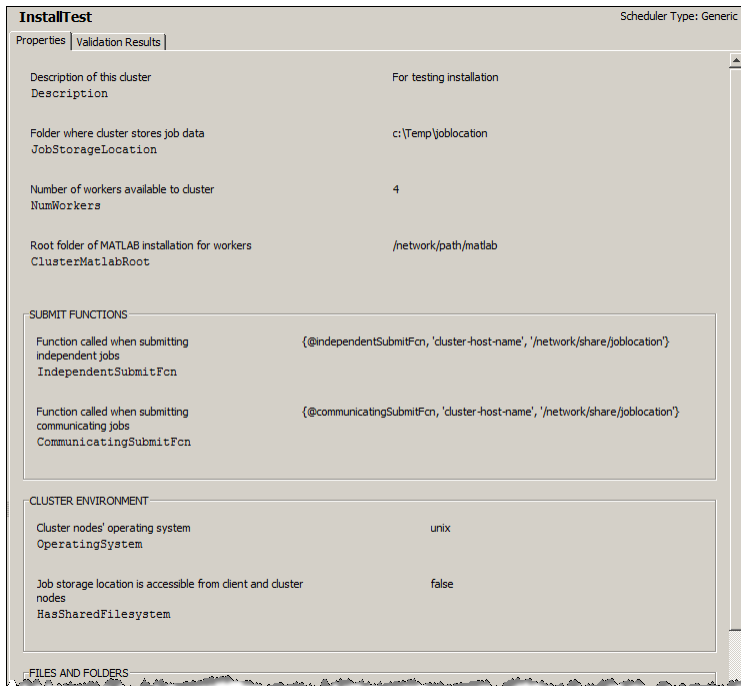 InstallTest
Scheduler Type: Generic
Properties
Validation Results
Description of this cluster
For testing installation
Description
Folder where cluster stores job data
c:\Temp\joblocation
JobStorageLocation
Number of workers available to cluster
4
NumWorkers
Root folder of MATLAB installation for workers
/network/path/matlab
ClusterMatlabRoot
SUBMIT FUNCTIONS
Function called when submitting
{@independentSubmitFcn, 'cluster-host-name', '/network/share/joblocation'}
independent jobs
IndependentSubmitFcn
Function called when submitting
{@communicatingSubmitFcn, 'cluster-host-name', '/network/share/joblocation'}
communicating jobs
CommunicatingSubmitFcn
CLUSTER ENVIRONMENT
Cluster nodes' operating system
unix
OperatingSystem
Job storage location is accessible from client and cluster
false
nodes
HasSharedFilesystem
FILES AND FOLDERS